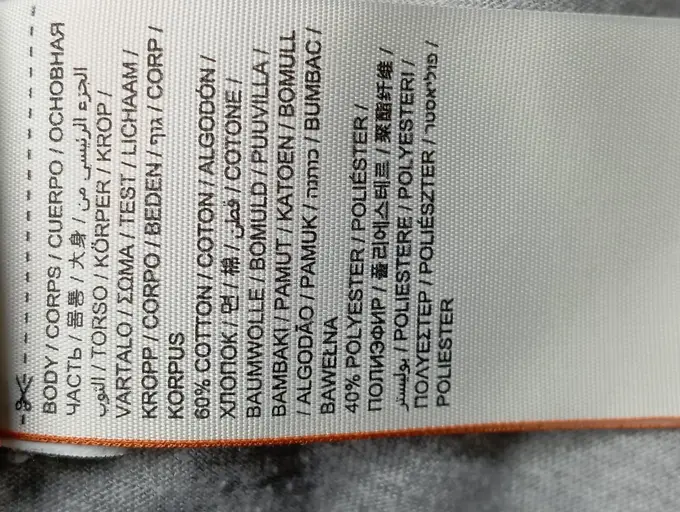 BODY / CORPS / CUERPO / ОСНОВНАЯ
ЧАСТЬ / 몸통 / 大身 / الجزء الرئيسي من
الثوب / TORSO / KÖRPER / KROP /
VARTALO / ΣΩΜΑ / TEST / LICHAAM /
KROPP / CORPO / BEDEN / גוף / CORP /
KORPUS
60% COTTON / COTON / ALGODÓN /
ХЛОПОК / 면 / 棉 / قطن / COTONE /
BAUMWOLLE / BOMULD / PUUVILLA /
BAMBAKI / PAMUT / KATOEN / BOMULL
/ ALGODÃO / PAMUK / כותנה / BUMBAC /
BAWEŁNA
40% POLYESTER / POLIÉSTER /
ПОЛИЭФИР / 폴리에스테르 / 聚酯纤维 /
بوليستر / POLIESTERE / POLYESTERI /
ΠΟΛΥΕΣΤΕΡ / POLIÉSZTER / פוליאסטר /
POLIESTER